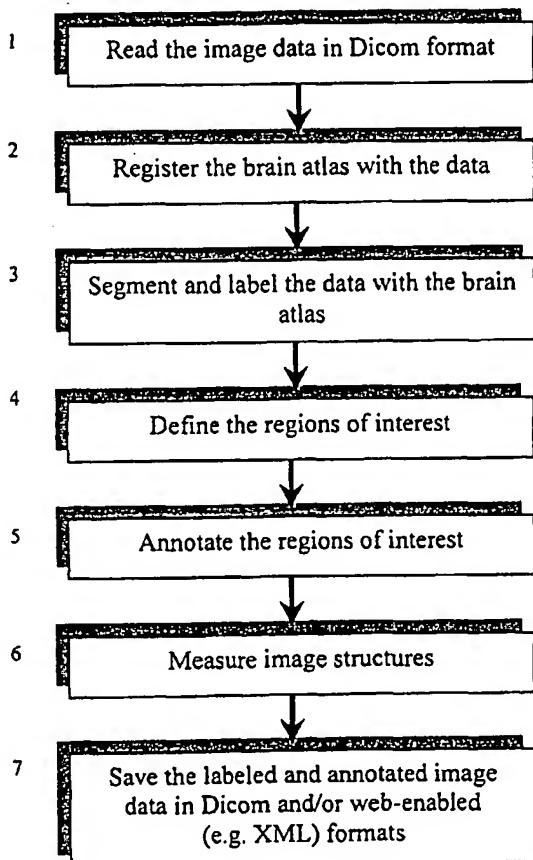 1
Read the image data in Dicom format
2
Register the brain atlas with the data
3
Segment and label the data with the brain
atlas
4
Define the regions of interest
5
Annotate the regions of interest
6
Measure image structures
7
Save the labeled and annotated image
data in Dicom and/or web-enabled
(e.g. XML) formats